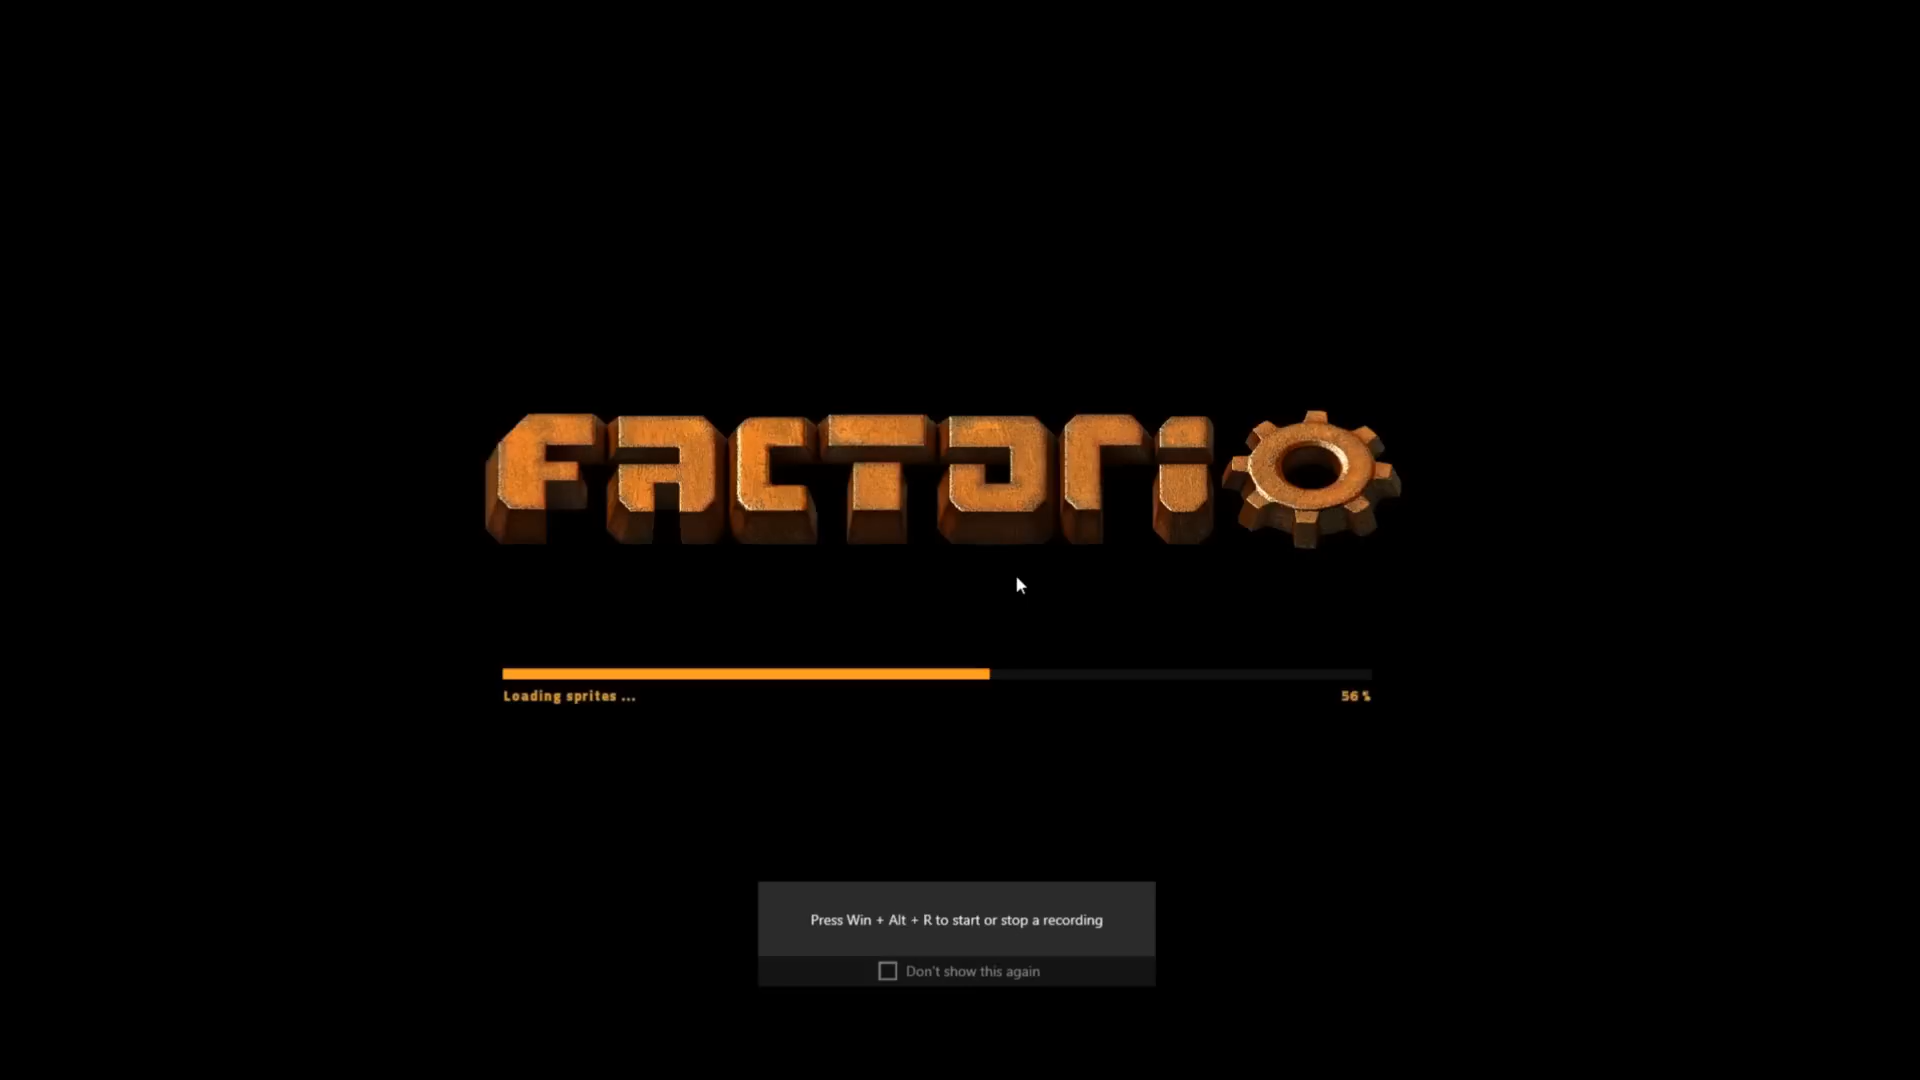 FACTORIO
Loading sprites ...
56 %
Press Win + Alt + R to start or stop a recording
Don't show this again